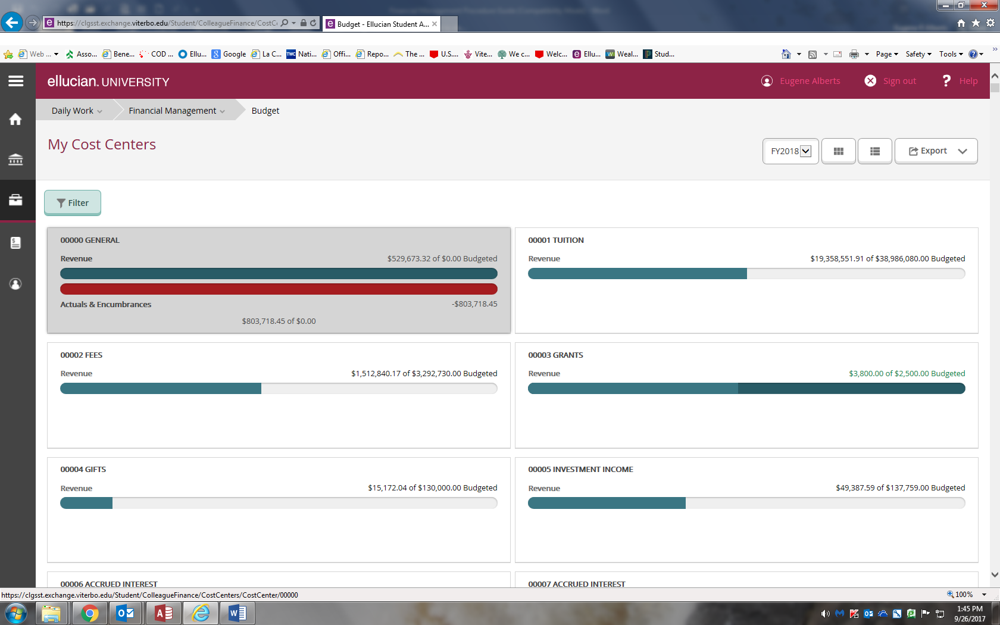 https://clgsst.exchange.viterbo.edu/Student/ColleagueFinance/CostC
Budget - Ellucian Student A...
Web ... Asso... Bene... COD ... Ellu... Google La C... Nati... Offi... Repo... The ... U.S.... Vite... We c... Welc... Ellu... Weal... Stud... Page Safety Tools
ellucian. UNIVERSITY
Eugene Alberts Sign out Help
Daily Work Financial Management Budget
My Cost Centers
FY2018 Export
Filter
00000 GENERAL
Revenue $529,673.32 of $0.00 Budgeted
Actuals & Encumbrances -$803,718.45
$803,718.45 of $0.00
00001 TUITION
Revenue $19,358,551.91 of $38,986,080.00 Budgeted
00002 FEES
Revenue $1,512,840.17 of $3,292,730.00 Budgeted
00003 GRANTS
Revenue $3,800.00 of $2,500.00 Budgeted
00004 GIFTS
Revenue $15,172.04 of $130,000.00 Budgeted
00005 INVESTMENT INCOME
Revenue $49,387.59 of $137,759.00 Budgeted
00006 ACCRUED INTEREST
00007 ACCRUED INTEREST
https://clgsst.exchange.viterbo.edu/Student/ColleagueFinance/CostCenters/CostCenter/00000
100%
1:45 PM
9/26/2017